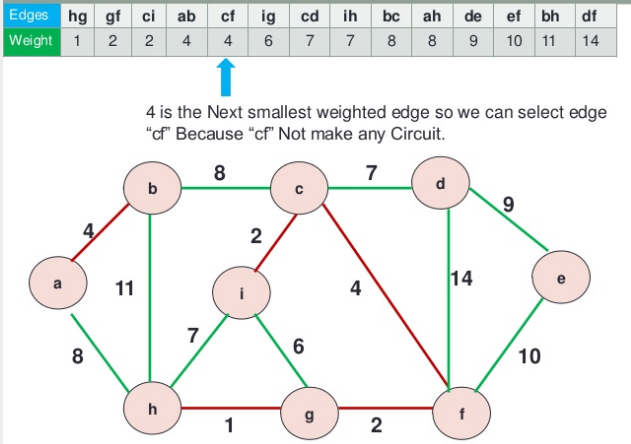 Edges hg gf ci ab cf ig cd ih bc ah de ef bh df
Weight 1 2 2 4 4 6 7 7 8 8 9 10 11 14
4 is the Next smallest weighted edge so we can select edge
“cf” Because “cf” Not make any Circuit.
8
7
b
c
d
9
4
2
a
11
i
4
14
e
8
7
6
10
h
g
f
1
2